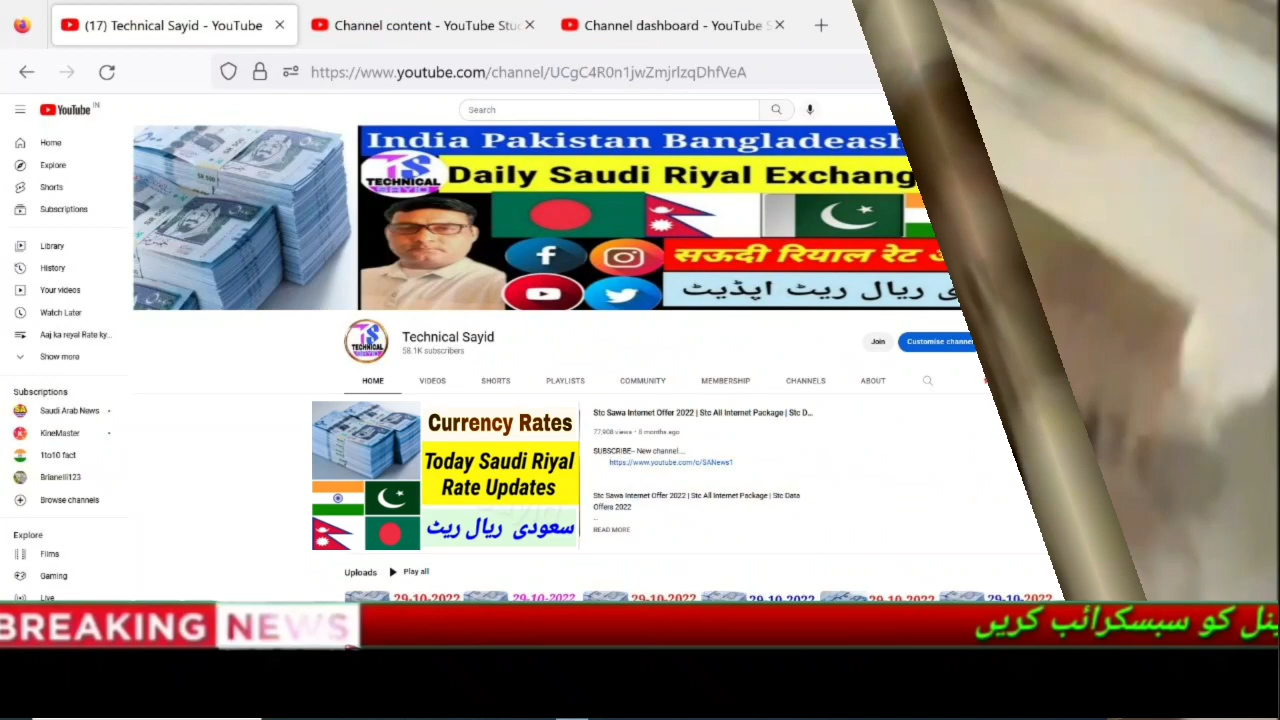 (17) Technical Sayid - YouTube
Channel content - YouTube Stu
Channel dashboard - YouTube S
https://www.youtube.com/channel/UCgC4R0n1jwZmjrlzqDhfVeA
YouTube IN
Search
Home
Explore
Shorts
Subscriptions
Library
History
Your videos
Watch Later
Aaj ka reyal Rate ky...
Show more
Subscriptions
Saudi Arab News
KineMaster
1to10 fact
Brianelli123
Browse channels
Explore
Films
Gaming
Live
India Pakistan Bangladeash
TS TECHNICAL SAYID
Daily Saudi Riyal Exchang
सऊदी रियाल रेट
ریال ریٹ اپڈیٹ
Technical Sayid
58.1K subscribers
Join
Customise channel
HOME
VIDEOS
SHORTS
PLAYLISTS
COMMUNITY
MEMBERSHIP
CHANNELS
ABOUT
Currency Rates
Today Saudi Riyal
Rate Updates
سعودی ریال ریٹ
Stc Sawa Internet Offer 2022 | Stc All Internet Package | Stc D...
77,908 views • 8 months ago
SUBSCRIBE-- New channel...
https://www.youtube.com/c/SANews1
Stc Sawa Internet Offer 2022 | Stc All Internet Package | Stc Data
Offers 2022
...
READ MORE
Uploads
Play all
29-10-2022
29-10-2022
29-10-2022
29-10-2022
29-10-2022
29-10-2022
BREAKING NEWS
کو سبسکرائب کریں